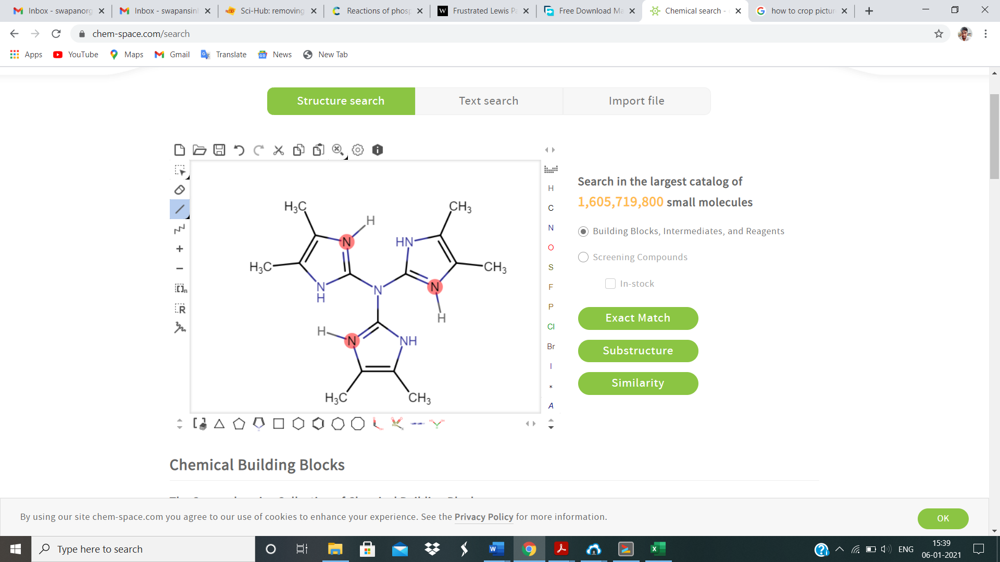 Inbox - swapanorg
Inbox - swapansinh
Sci-Hub: removing
Reactions of phosp
Frustrated Lewis Pa
Free Download Ma
Chemical search -
how to crop pictur
chem-space.com/search
Apps
YouTube
Maps
Gmail
Translate
News
New Tab
Structure search
Text search
Import file
H₃C
CH₃
H
N
HN
H₃C
CH₃
N
H
N
N
H
H
N
NH
H₃C
CH₃
H
C
N
O
S
F
P
Cl
Br
I
*
A
R
Search in the largest catalog of
1,605,719,800 small molecules
Building Blocks, Intermediates, and Reagents
Screening Compounds
In-stock
Exact Match
Substructure
Similarity
Chemical Building Blocks
By using our site chem-space.com you agree to our use of cookies to enhance your experience. See the Privacy Policy for more information.
OK
Type here to search
ENG
15:39
06-01-2021